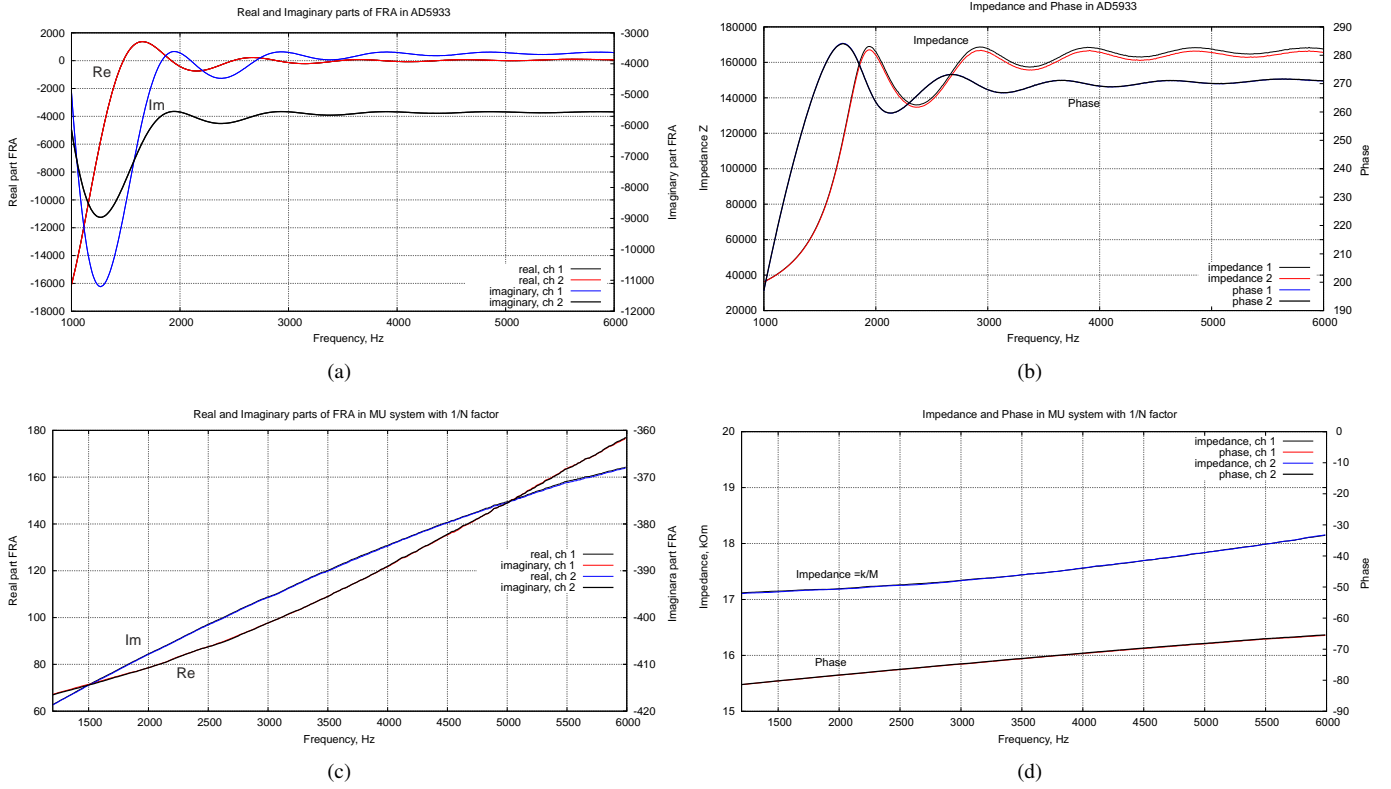 Real and Imaginary parts of FRA in AD5933
2000
0
-2000
-4000
-6000
-8000
-10000
-12000
-14000
-16000
-18000
-3000
-4000
-5000
-6000
-7000
-8000
-9000
-10000
-11000
-12000
1000
2000
3000
4000
5000
6000
Real part FRA
Imaginary part FRA
Frequency, Hz
Re
Im
real, ch 1
real, ch 2
imaginary, ch 1
imaginary, ch 2
(a)
Impedance and Phase in AD5933
180000
160000
140000
120000
100000
80000
60000
40000
20000
290
280
270
260
250
240
230
220
210
200
190
1000
2000
3000
4000
5000
6000
Impedance Z
Phase
Frequency, Hz
Impedance
Phase
impedance 1
impedance 2
phase 1
phase 2
(b)
Real and Imaginary parts of FRA in MU system with 1/N factor
180
160
140
120
100
80
60
-360
-370
-380
-390
-400
-410
-420
1500
2000
2500
3000
3500
4000
4500
5000
5500
6000
Real part FRA
Imaginara part FRA
Frequency, Hz
Im
Re
real, ch 1
imaginary, ch 1
real, ch 2
imaginary, ch 2
(c)
Impedance and Phase in MU system with 1/N factor
20
19
18
17
16
15
0
-10
-20
-30
-40
-50
-60
-70
-80
-90
1500
2000
2500
3000
3500
4000
4500
5000
5500
6000
Impedance, kOm
Phase
Frequency, Hz
Impedance =k/M
Phase
impedance, ch 1
phase, ch 1
impedance, ch 2
phase, ch 2
(d)